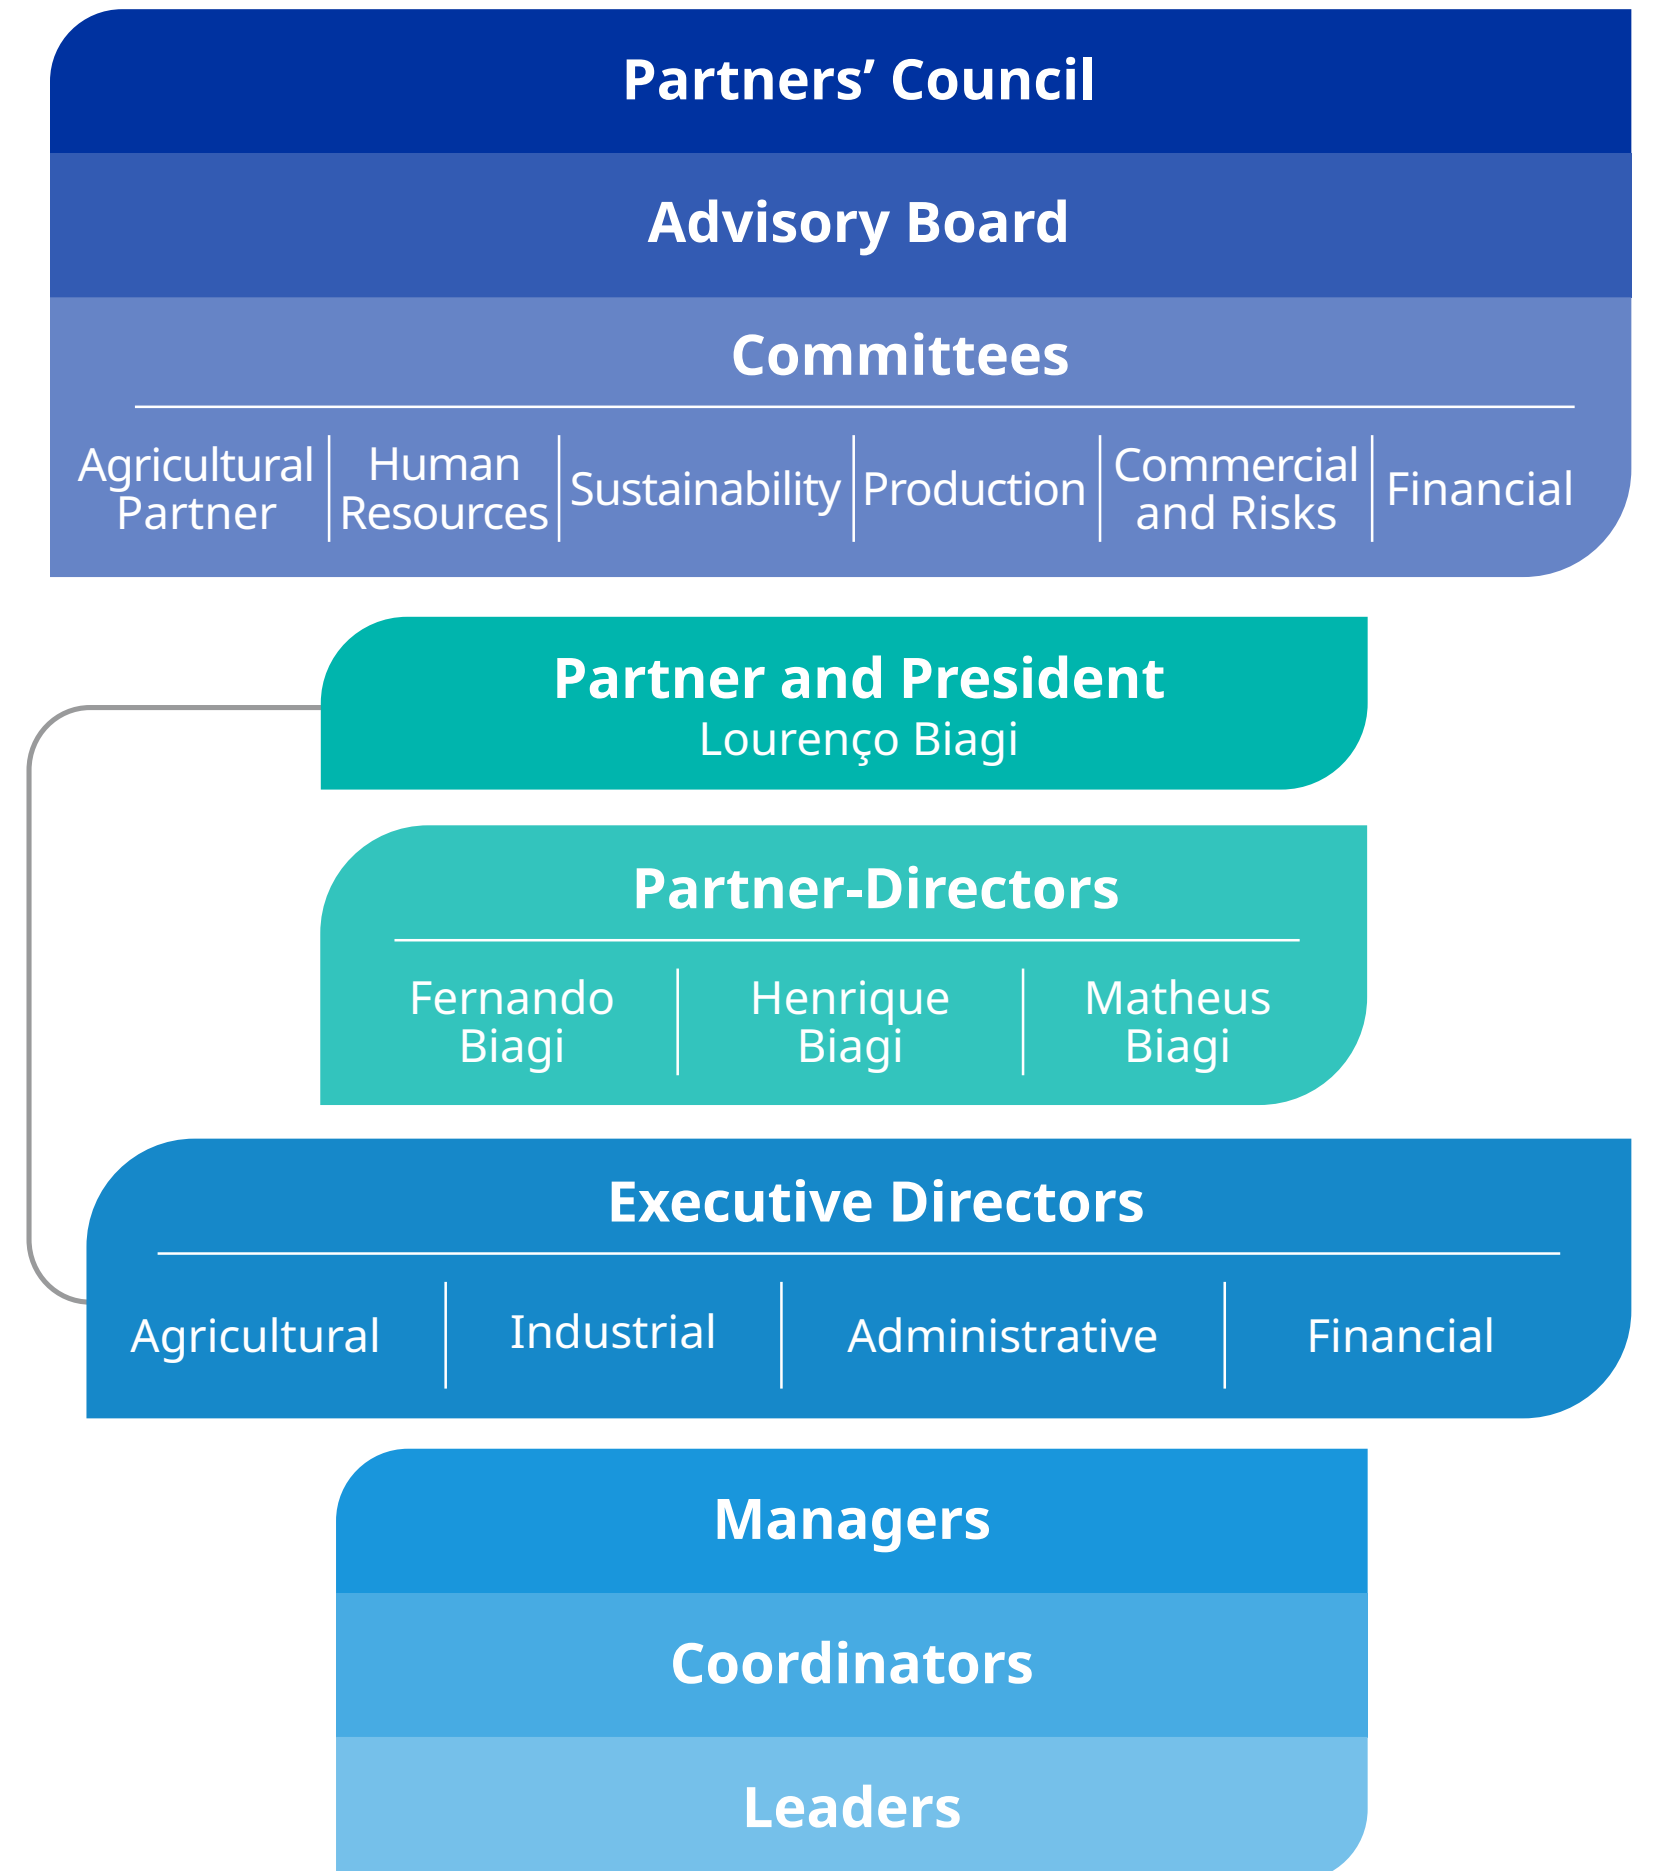 Partners’ Council
Advisory Board
Committees
Agricultural
Partner
Human
Resources
Sustainability
Production
Commercial
and Risks
Financial
Partner and President
Lourenço Biagi
Partner-Directors
Fernando
Biagi
Henrique
Biagi
Matheus
Biagi
Executive Directors
Agricultural
Industrial
Administrative
Financial
Managers
Coordinators
Leaders